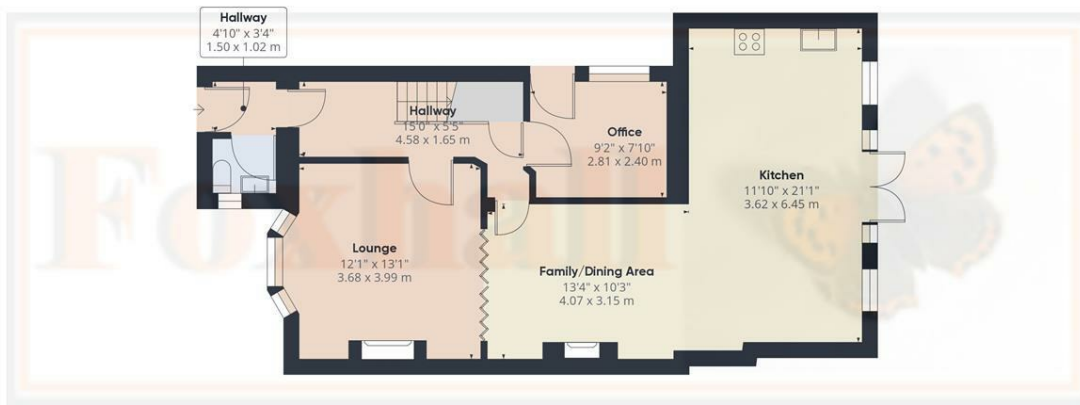 Hallway
4'10" x 3'4"
1.50 x 1.02 m
Hallway
15'0" x 5'5"
4.58 x 1.65 m
Office
9'2" x 7'10"
2.81 x 2.40 m
Kitchen
11'10" x 21'1"
3.62 x 6.45 m
Lounge
12'1" x 13'1"
3.68 x 3.99 m
Family/Dining Area
13'4" x 10'3"
4.07 x 3.15 m
Foxhall